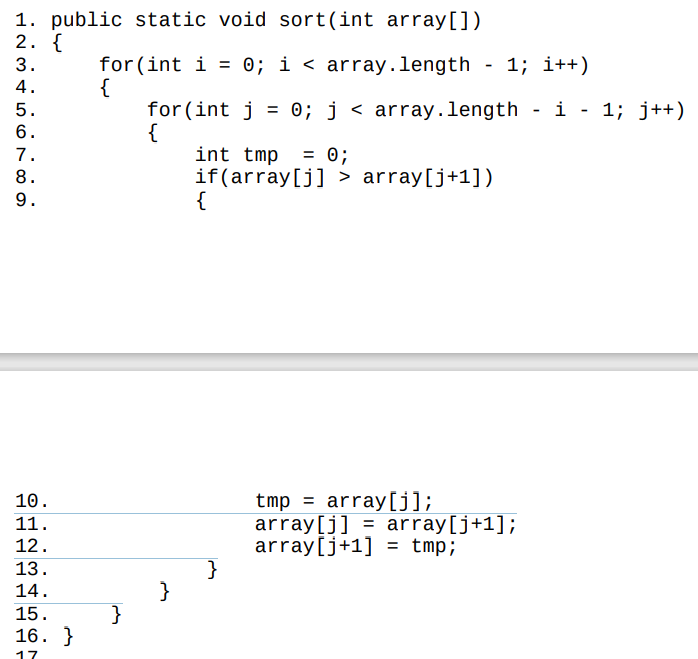 1. public static void sort(int array[])
2. {
3. for(int i = 0; i < array.length - 1; i++)
4. {
5. for(int j = 0; j < array.length - i - 1; j++)
6. {
7. int tmp = 0;
8. if(array[j] > array[j+1])
9. {
10. tmp = array[j];
11. array[j] = array[j+1];
12. array[j+1] = tmp;
13. }
14. }
15. }
16. }
17